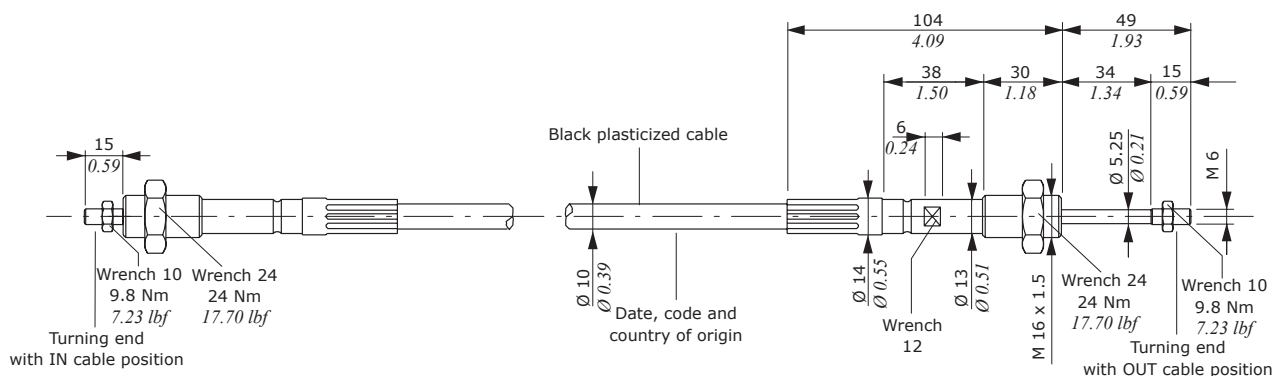 104
4.09
49
1.93
38
1.50
30
1.18
34
1.34
15
0.59
15
0.59
Black plasticized cable
6
0.24
Ø 5.25
Ø 0.21
M 6
Wrench 10
9.8 Nm
7.23 lbf
Turning end
with IN cable position
Wrench 24
24 Nm
17.70 lbf
Ø 10
Ø 0.39
Date, code and
country of origin
Ø 14
Ø 0.55
Wrench
12
Ø 13
Ø 0.51
M 16 x 1.5
Wrench 24
24 Nm
17.70 lbf
Wrench 10
9.8 Nm
7.23 lbf
Turning end
with OUT cable position